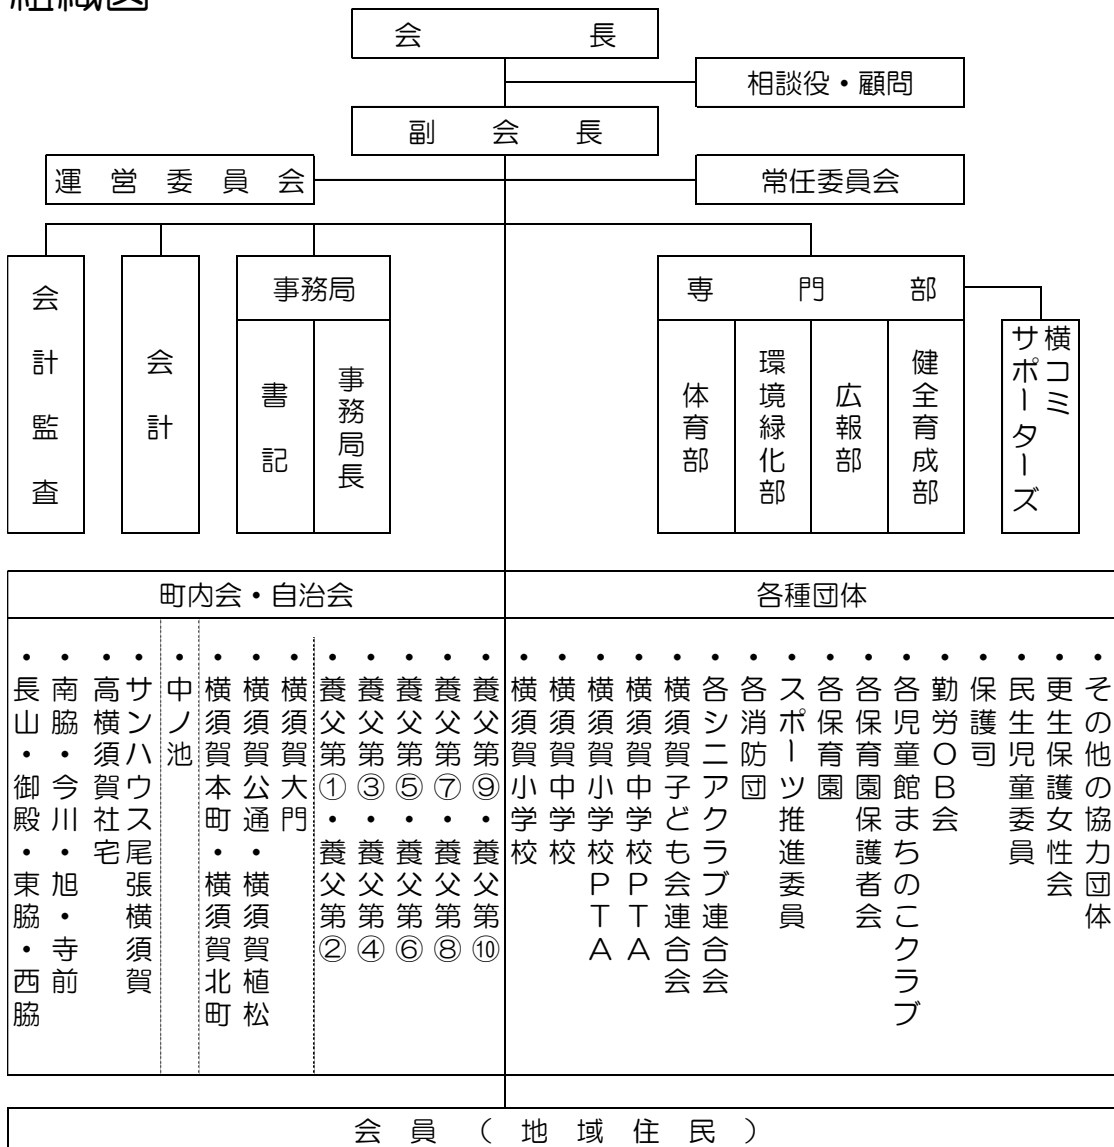 組織図
会長
相談役・顧問
副会長
運営委員会
常任委員会
会計監査
会計
事務局
書記
事務局長
専門部
体育部
環境緑化部
広報部
健全育成部
横コミ
サポーターズ
町内会・自治会
・長山・御殿・東脇・西脇
・南脇・今川・旭・寺前
・高横須賀社宅
・サンハウス尾張横須賀
・中ノ池
・横須賀本町・横須賀北町
・横須賀公通・横須賀植松
・横須賀大門
・養父第①・養父第②
・養父第③・養父第④
・養父第⑤・養父第⑥
・養父第⑦・養父第⑧
・養父第⑨・養父第⑩
各種団体
・横須賀小学校
・横須賀中学校
・横須賀小学校PTA
・横須賀中学校PTA
・横須賀子ども会連合会
・各シニアクラブ連合会
・各消防団
・スポーツ推進委員
・各保育園
・各保育園保護者会
・各児童館まちのこクラブ
・勤労OB会
・保護司
・民生児童委員
・更生保護女性会
・その他の協力団体
会員(地域住民)